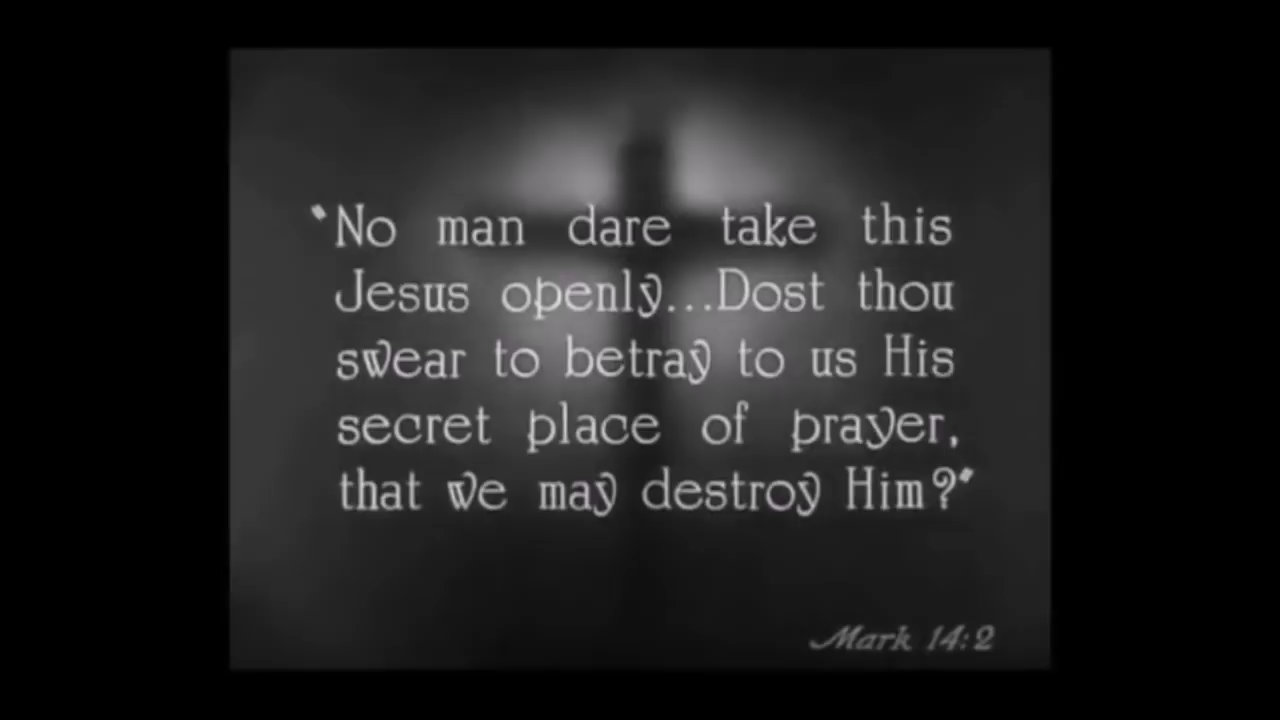 "No man dare take this
Jesus openly...Dost thou
swear to betray to us His
secret place of prayer,
that we may destroy Him?"
Mark 14:2